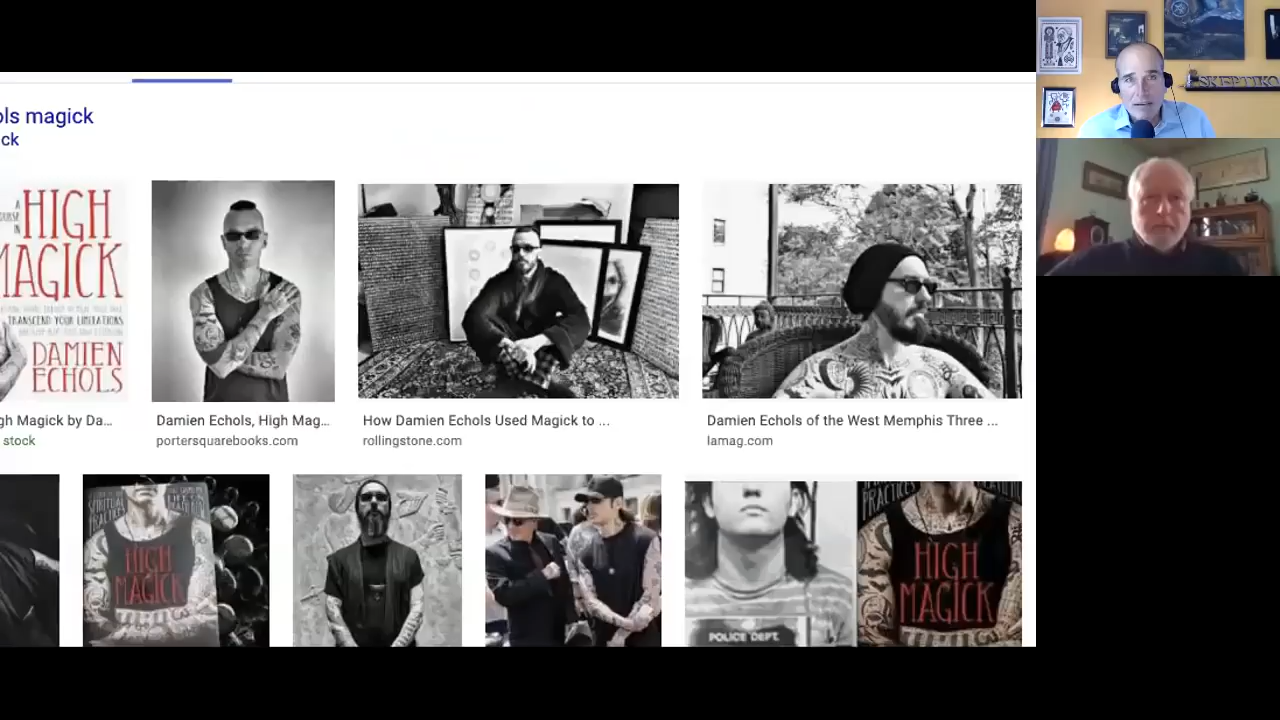 ols magick
ck
SKEPTIKO
A
HIGH
MAGICK
TRANSCEND YOUR LIMITATIONS
DAMIEN
ECHOLS
gh Magick by Da...
stock
Damien Echols, High Mag...
portersquarebooks.com
How Damien Echols Used Magick to ...
rollingstone.com
Damien Echols of the West Memphis Three ...
lamag.com
SPIRITUAL
PRACTICES
HIGH
MAGICK
POLICE DEPT.
PRACTICES
HIGH
MAGICK